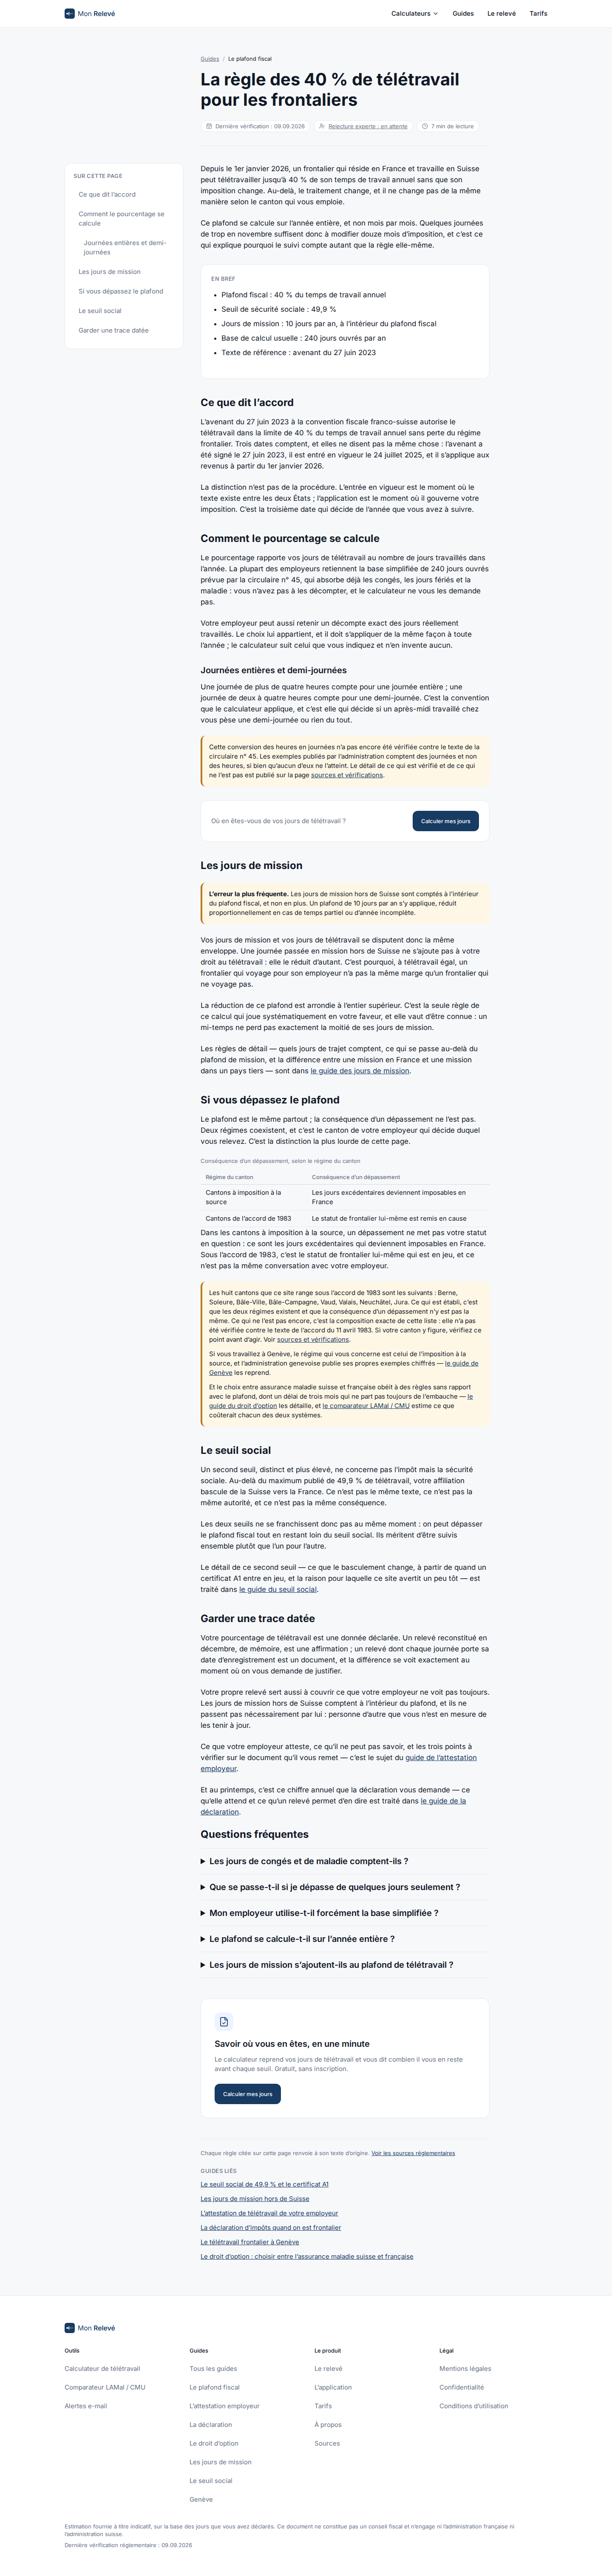 Mon Relevé
Calculateurs
Guides
Le relevé
Tarifs
Guides / Le plafond fiscal
La règle des 40 % de télétravail
pour les frontaliers
Dernière vérification : 09.09.2026
Relecture experte : en attente
7 min de lecture
SUR CETTE PAGE
Ce que dit l’accord
Comment le pourcentage se
calcule
Journées entières et demi-
journées
Les jours de mission
Si vous dépassez le plafond
Le seuil social
Garder une trace datée
Depuis le 1er janvier 2026, un frontalier qui réside en France et travaille en Suisse
peut télétravailler jusqu’à 40 % de son temps de travail annuel sans que son
imposition change. Au-delà, le traitement change, et il ne change pas de la même
manière selon le canton qui vous emploie.
Ce plafond se calcule sur l’année entière, et non mois par mois. Quelques journées
de trop en novembre suffisent donc à modifier douze mois d’imposition, et c’est ce
qui explique pourquoi le suivi compte autant que la règle elle-même.
EN BREF
• Plafond fiscal : 40 % du temps de travail annuel
• Seuil de sécurité sociale : 49,9 %
• Jours de mission : 10 jours par an, à l’intérieur du plafond fiscal
• Base de calcul usuelle : 240 jours ouvrés par an
• Texte de référence : avenant du 27 juin 2023
Ce que dit l’accord
L’avenant du 27 juin 2023 à la convention fiscale franco-suisse autorise le
télétravail dans la limite de 40 % du temps de travail annuel sans perte du régime
frontalier. Trois dates comptent, et elles ne disent pas la même chose : l’avenant a
été signé le 27 juin 2023, il est entré en vigueur le 24 juillet 2025, et il s’applique aux
revenus à partir du 1er janvier 2026.
La distinction n’est pas de la procédure. L’entrée en vigueur est le moment où le
texte existe entre les deux États ; l’application est le moment où il gouverne votre
imposition. C’est la troisième date qui décide de l’année que vous avez à suivre.
Comment le pourcentage se calcule
Le pourcentage rapporte vos jours de télétravail au nombre de jours travaillés dans
l’année. La plupart des employeurs retiennent la base simplifiée de 240 jours ouvrés
prévue par la circulaire n° 45, qui absorbe déjà les congés, les jours fériés et la
maladie : vous n’avez pas à les décompter, et le calculateur ne vous les demande
pas.
Votre employeur peut aussi retenir un décompte exact des jours réellement
travaillés. Le choix lui appartient, et il doit s’appliquer de la même façon à toute
l’année ; le calculateur suit celui que vous indiquez et n’en invente aucun.
Journées entières et demi-journées
Une journée de plus de quatre heures compte pour une journée entière ; une
journée de deux à quatre heures compte pour une demi-journée. C’est la convention
que le calculateur applique, et c’est elle qui décide si un après-midi travaillé chez
vous pèse une demi-journée ou rien du tout.
Cette conversion des heures en journées n’a pas encore été vérifiée contre le texte de la
circulaire n° 45. Les exemples publiés par l’administration comptent des journées et non
des heures, si bien qu’aucun d’eux ne l’atteint. Le détail de ce qui est vérifié et de ce qui
ne l’est pas est publié sur la page sources et vérifications.
Où en êtes-vous de vos jours de télétravail ?
Calculer mes jours
Les jours de mission
L’erreur la plus fréquente. Les jours de mission hors de Suisse sont comptés à l’intérieur
du plafond fiscal, et non en plus. Un plafond de 10 jours par an s’y applique, réduit
proportionnellement en cas de temps partiel ou d’année incomplète.
Vos jours de mission et vos jours de télétravail se disputent donc la même
enveloppe. Une journée passée en mission hors de Suisse ne s’ajoute pas à votre
droit au télétravail : elle le réduit d’autant. C’est pourquoi, à télétravail égal, un
frontalier qui voyage pour son employeur n’a pas la même marge qu’un frontalier qui
ne voyage pas.
La réduction de ce plafond est arrondie à l’entier supérieur. C’est la seule règle de
ce calcul qui joue systématiquement en votre faveur, et elle vaut d’être connue : un
mi-temps ne perd pas exactement la moitié de ses jours de mission.
Les règles de détail — quels jours de trajet comptent, ce qui se passe au-delà du
plafond de mission, et la différence entre une mission en France et une mission
dans un pays tiers — sont dans le guide des jours de mission.
Si vous dépassez le plafond
Le plafond est le même partout ; la conséquence d’un dépassement ne l’est pas.
Deux régimes coexistent, et c’est le canton de votre employeur qui décide duquel
vous relevez. C’est la distinction la plus lourde de cette page.
Conséquence d’un dépassement, selon le régime du canton
Régime du canton
Conséquence d’un dépassement
Cantons à imposition à la
source
Les jours excédentaires deviennent imposables en
France
Cantons de l’accord de 1983
Le statut de frontalier lui-même est remis en cause
Dans les cantons à imposition à la source, un dépassement ne met pas votre statut
en question : ce sont les jours excédentaires qui deviennent imposables en France.
Sous l’accord de 1983, c’est le statut de frontalier lui-même qui est en jeu, et ce
n’est pas la même conversation avec votre employeur.
Les huit cantons que ce site range sous l’accord de 1983 sont les suivants : Berne,
Soleure, Bâle-Ville, Bâle-Campagne, Vaud, Valais, Neuchâtel, Jura. Ce qui est établi, c’est
que les deux régimes existent et que la conséquence d’un dépassement n’y est pas la
même. Ce qui ne l’est pas encore, c’est la composition exacte de cette liste : elle n’a pas
été vérifiée contre le texte de l’accord du 11 avril 1983. Si votre canton y figure, vérifiez ce
point avant d’agir. Voir sources et vérifications.
Si vous travaillez à Genève, le régime qui vous concerne est celui de l’imposition à la
source, et l’administration genevoise publie ses propres exemples chiffrés — le guide de
Genève les reprend.
Et le choix entre assurance maladie suisse et française obéit à des règles sans rapport
avec le plafond, dont un délai de trois mois qui ne part pas toujours de l’embauche — le
guide du droit d’option les détaille, et le comparateur LAMal / CMU estime ce que
coûterait chacun des deux systèmes.
Le seuil social
Un second seuil, distinct et plus élevé, ne concerne pas l’impôt mais la sécurité
sociale. Au-delà du maximum publié de 49,9 % de télétravail, votre affiliation
bascule de la Suisse vers la France. Ce n’est pas le même texte, ce n’est pas la
même autorité, et ce n’est pas la même conséquence.
Les deux seuils ne se franchissent donc pas au même moment : on peut dépasser
le plafond fiscal tout en restant loin du seuil social. Ils méritent d’être suivis
ensemble plutôt que l’un pour l’autre.
Le détail de ce second seuil — ce que le basculement change, à partir de quand un
certificat A1 entre en jeu, et la raison pour laquelle ce site avertit un peu tôt — est
traité dans le guide du seuil social.
Garder une trace datée
Votre pourcentage de télétravail est une donnée déclarée. Un relevé reconstitué en
décembre, de mémoire, est une affirmation ; un relevé dont chaque journée porte sa
date d’enregistrement est un document, et la différence se voit exactement au
moment où on vous demande de justifier.
Votre propre relevé sert aussi à couvrir ce que votre employeur ne voit pas toujours.
Les jours de mission hors de Suisse comptent à l’intérieur du plafond, et ils ne
passent pas nécessairement par lui : personne d’autre que vous n’est en mesure de
les tenir à jour.
Ce que votre employeur atteste, ce qu’il ne peut pas savoir, et les trois points à
vérifier sur le document qu’il vous remet — c’est le sujet du guide de l’attestation
employeur.
Et au printemps, c’est ce chiffre annuel que la déclaration vous demande — ce
qu’elle attend et ce qu’un relevé permet d’en dire est traité dans le guide de la
déclaration.
Questions fréquentes
▶ Les jours de congés et de maladie comptent-ils ?
▶ Que se passe-t-il si je dépasse de quelques jours seulement ?
▶ Mon employeur utilise-t-il forcément la base simplifiée ?
▶ Le plafond se calcule-t-il sur l’année entière ?
▶ Les jours de mission s’ajoutent-ils au plafond de télétravail ?
Savoir où vous en êtes, en une minute
Le calculateur reprend vos jours de télétravail et vous dit combien il vous en reste
avant chaque seuil. Gratuit, sans inscription.
Calculer mes jours
Chaque règle citée sur cette page renvoie à son texte d’origine. Voir les sources réglementaires
GUIDES LIÉS
Le seuil social de 49,9 % et le certificat A1
Les jours de mission hors de Suisse
L’attestation de télétravail de votre employeur
La déclaration d’impôts quand on est frontalier
Le télétravail frontalier à Genève
Le droit d’option : choisir entre l’assurance maladie suisse et française
Mon Relevé
Outils
Calculateur de télétravail
Comparateur LAMal / CMU
Alertes e-mail
Guides
Tous les guides
Le plafond fiscal
L’attestation employeur
La déclaration
Le droit d’option
Les jours de mission
Le seuil social
Genève
Le produit
Le relevé
L’application
Tarifs
À propos
Sources
Légal
Mentions légales
Confidentialité
Conditions d’utilisation
Estimation fournie à titre indicatif, sur la base des jours que vous avez déclarés. Ce document ne constitue pas un conseil fiscal et n’engage ni l’administration française ni
l’administration suisse.
Dernière vérification réglementaire : 09.09.2026